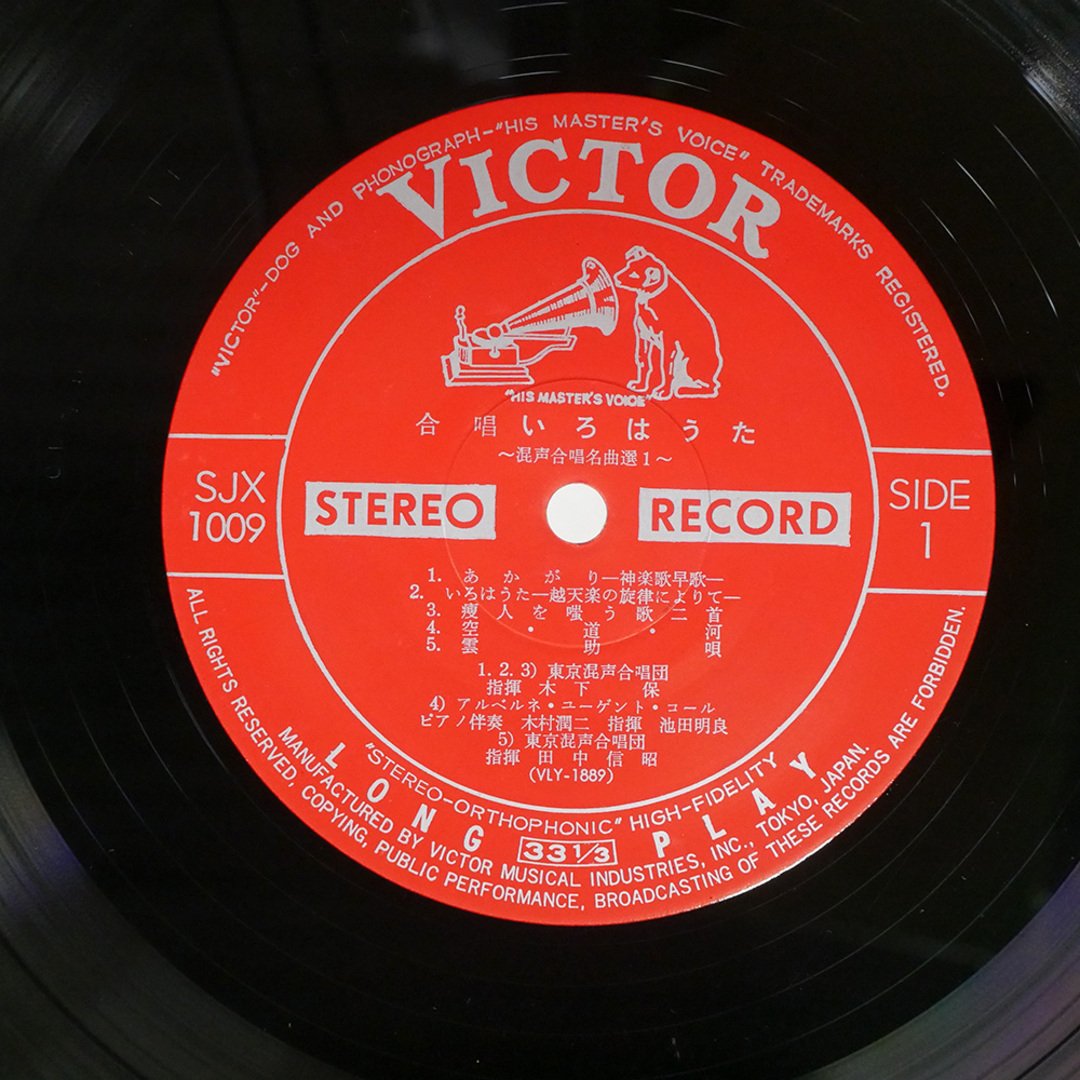 "VICTOR"-DOG AND PHONOGRAPH-"HIS MASTER'S VOICE" TRADEMARKS REGISTERED.
VICTOR
"HIS MASTER'S VOICE"
合唱いろはうた
～混声合唱名曲選1～
SJX
1009
STEREO
RECORD
SIDE
1
1. あかがり—神楽歌早歌—
2. いろはうた—越天楽の旋律によりて—
3. 痩人を嗤う歌二首
4. 空・道・河
5. 雲助唄
1. 2. 3) 東京混声合唱団
指揮 木下 保
4) アルベルネ・ユーゲント・コール
ピアノ伴奏 木村潤二 指揮 池田明良
5) 東京混声合唱団
指揮 田中信昭
(VLY-1889)
"STEREO-ORTHOPHONIC" HIGH-FIDELITY
LONG 33 1/3 PLAY
MANUFACTURED BY VICTOR MUSICAL INDUSTRIES, INC., TOKYO, JAPAN.
ALL RIGHTS RESERVED, COPYING, PUBLIC PERFORMANCE, BROADCASTING OF THESE RECORDS ARE FORBIDDEN.